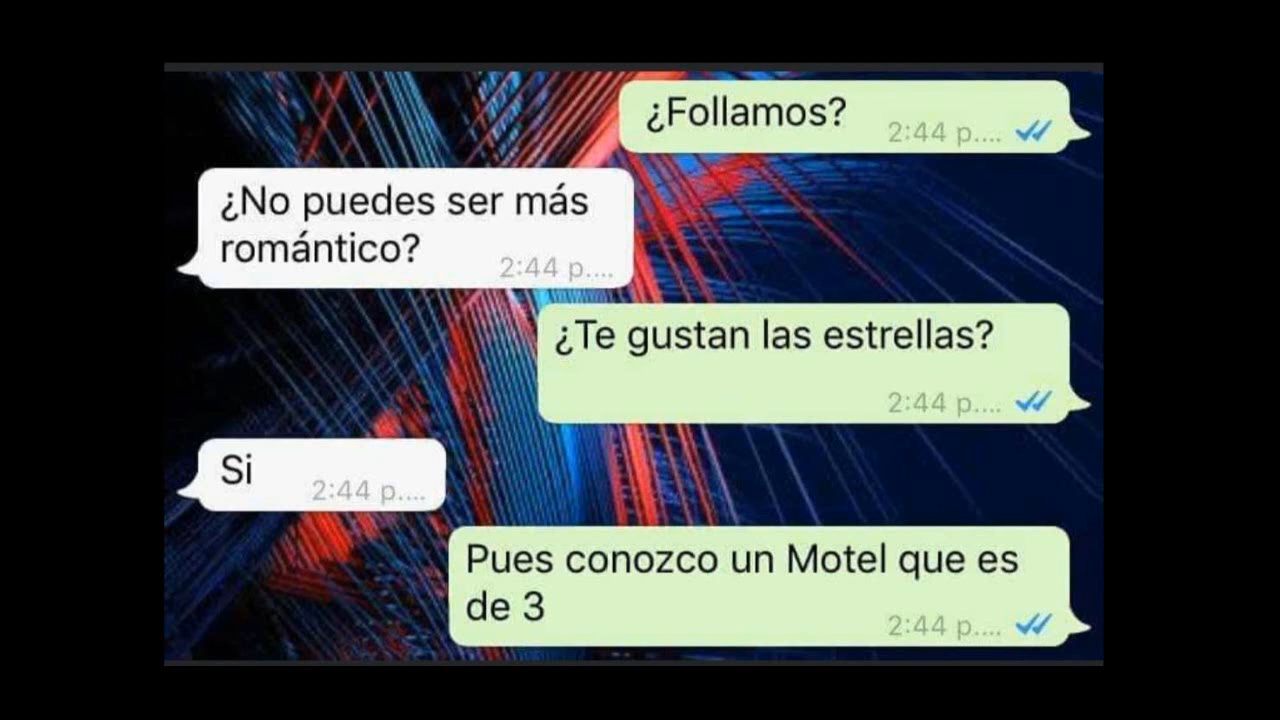 ¿Follamos?
2:44 p....
¿No puedes ser más
romántico?
2:44 p....
¿Te gustan las estrellas?
2:44 p....
Si
2:44 p....
Pues conozco un Motel que es
de 3
2:44 p....